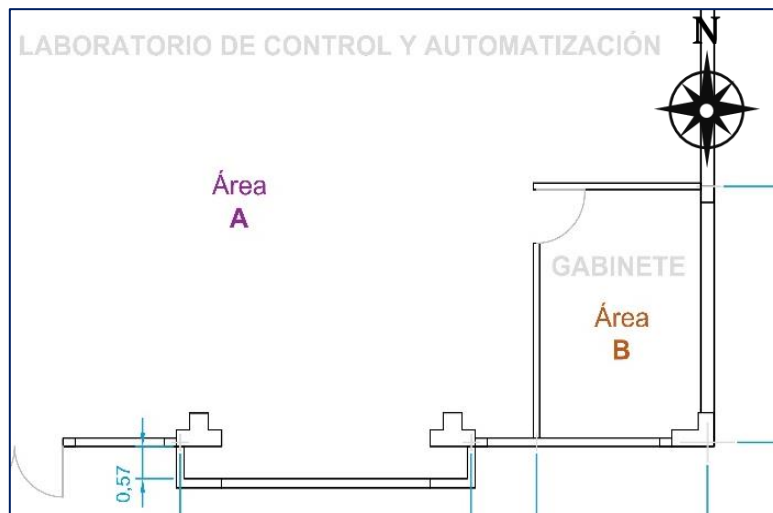 LABORATORIO DE CONTROL Y AUTOMATIZACIÓN
N
Área
A
GABINETE
Área
B
0,57